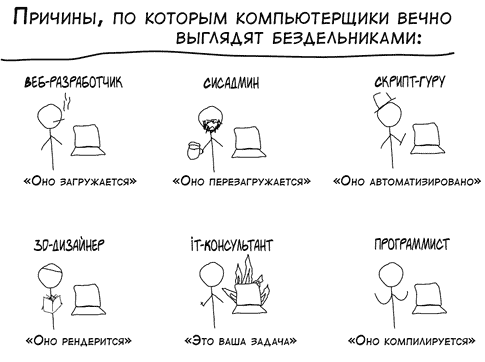 Причины, по которым компьютерщики вечно
выглядят бездельниками:
Веб-разработчик
сисадмин
скрипт-гуру
«Оно загружается»
«Оно перезагружается»
«Оно автоматизировано»
3D-дизайнер
iT-консультант
программист
«Оно рендерится»
«Это ваша задача»
«Оно компилируется»